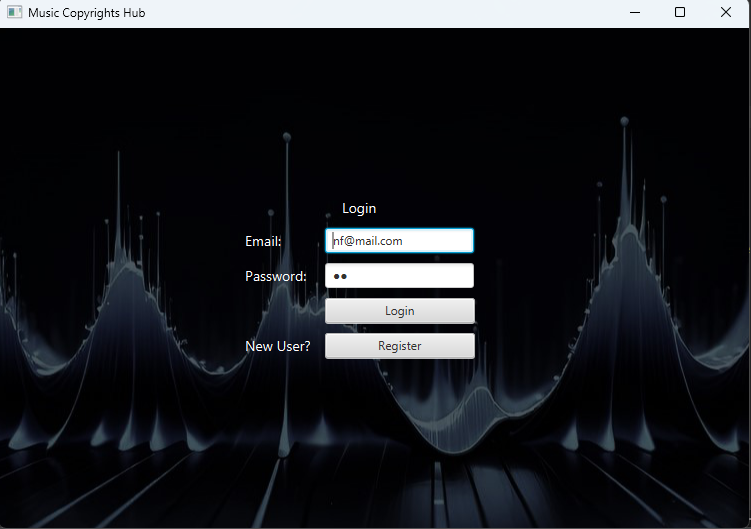 Music Copyrights Hub
Login
Email: nf@mail.com
Password: ●●
Login
New User? Register